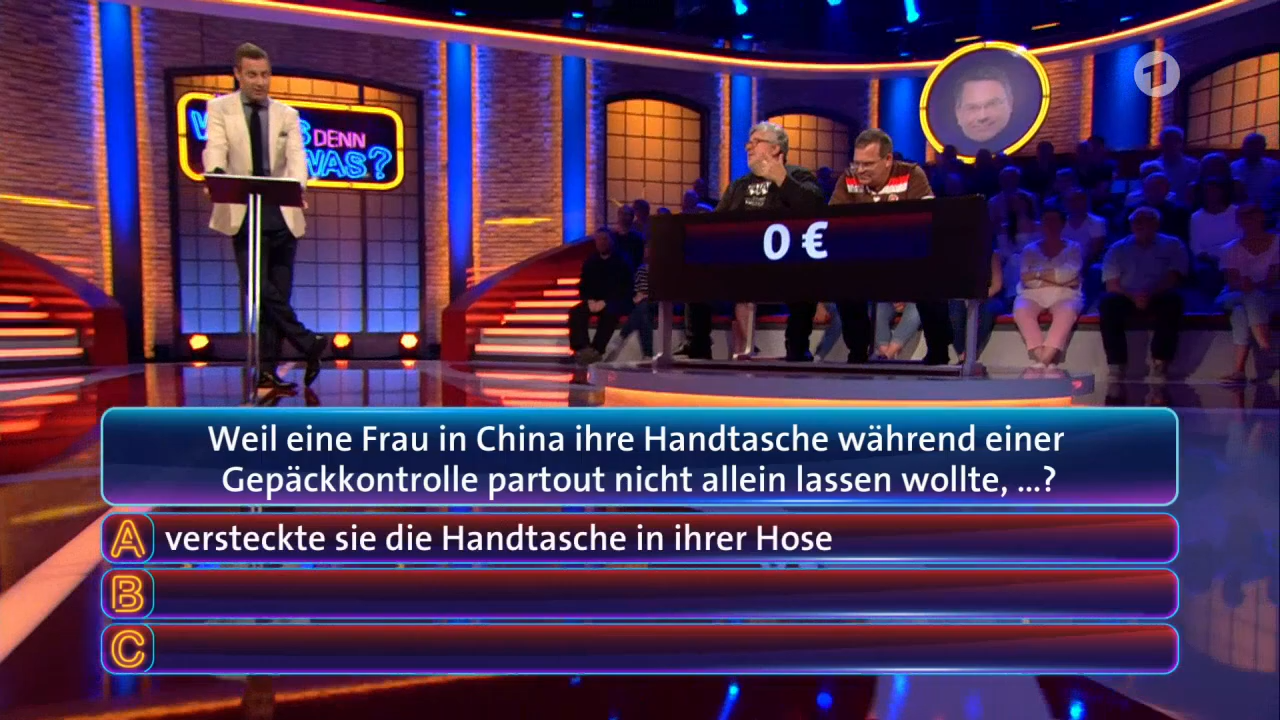 DENN
WAS?
1
0 €
Weil eine Frau in China ihre Handtasche während einer
Gepäckkontrolle partout nicht allein lassen wollte, ...?
A versteckte sie die Handtasche in ihrer Hose
B
C